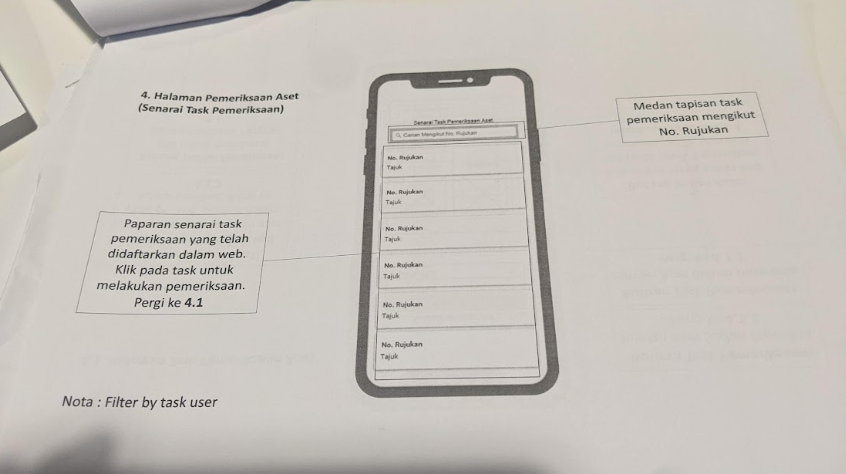 4. Halaman Pemeriksaan Aset
(Senarai Task Pemeriksaan)
Senarai Task Pemeriksaan Aset
Carian Mengikut No. Rujukan
Medan tapisan task
pemeriksaan mengikut
No. Rujukan
No. Rujukan
Tajuk
No. Rujukan
Tajuk
No. Rujukan
Tajuk
No. Rujukan
Tajuk
No. Rujukan
Tajuk
No. Rujukan
Tajuk
Paparan senarai task
pemeriksaan yang telah
didaftarkan dalam web.
Klik pada task untuk
melakukan pemeriksaan.
Pergi ke 4.1
Nota : Filter by task user